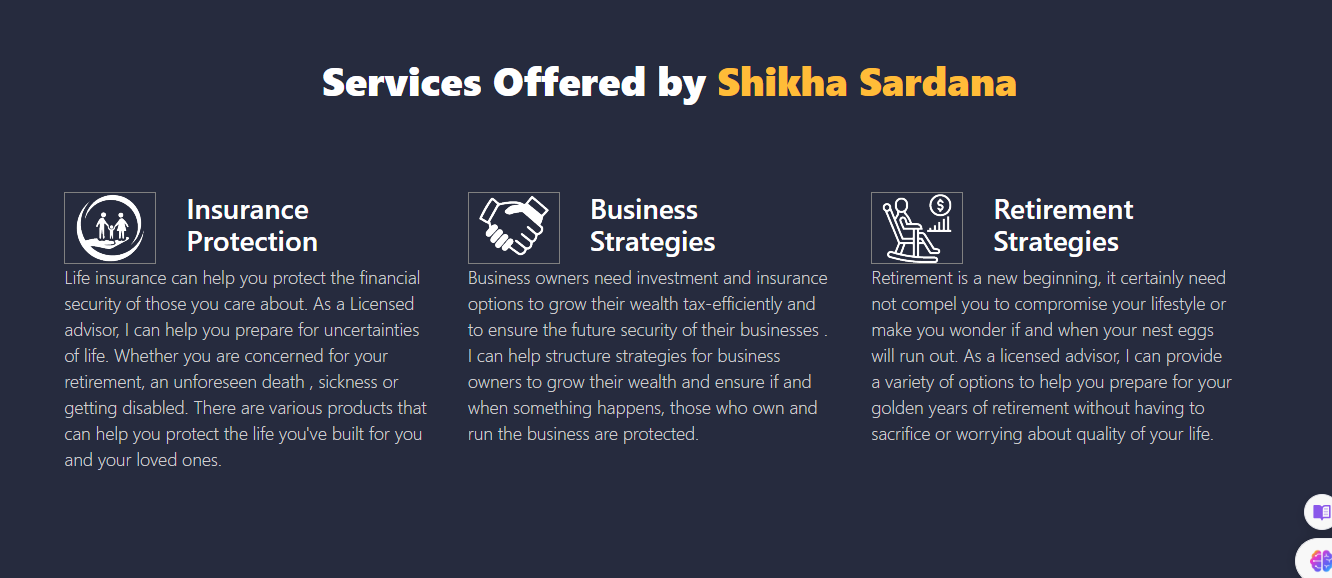 Services Offered by Shikha Sardana
Insurance
Protection
Life insurance can help you protect the financial
security of those you care about. As a Licensed
advisor, I can help you prepare for uncertainties
of life. Whether you are concerned for your
retirement, an unforeseen death , sickness or
getting disabled. There are various products that
can help you protect the life you've built for you
and your loved ones.
Business
Strategies
Business owners need investment and insurance
options to grow their wealth tax-efficiently and
to ensure the future security of their businesses .
I can help structure strategies for business
owners to grow their wealth and ensure if and
when something happens, those who own and
run the business are protected.
Retirement
Strategies
Retirement is a new beginning, it certainly need
not compel you to compromise your lifestyle or
make you wonder if and when your nest eggs
will run out. As a licensed advisor, I can provide
a variety of options to help you prepare for your
golden years of retirement without having to
sacrifice or worrying about quality of your life.